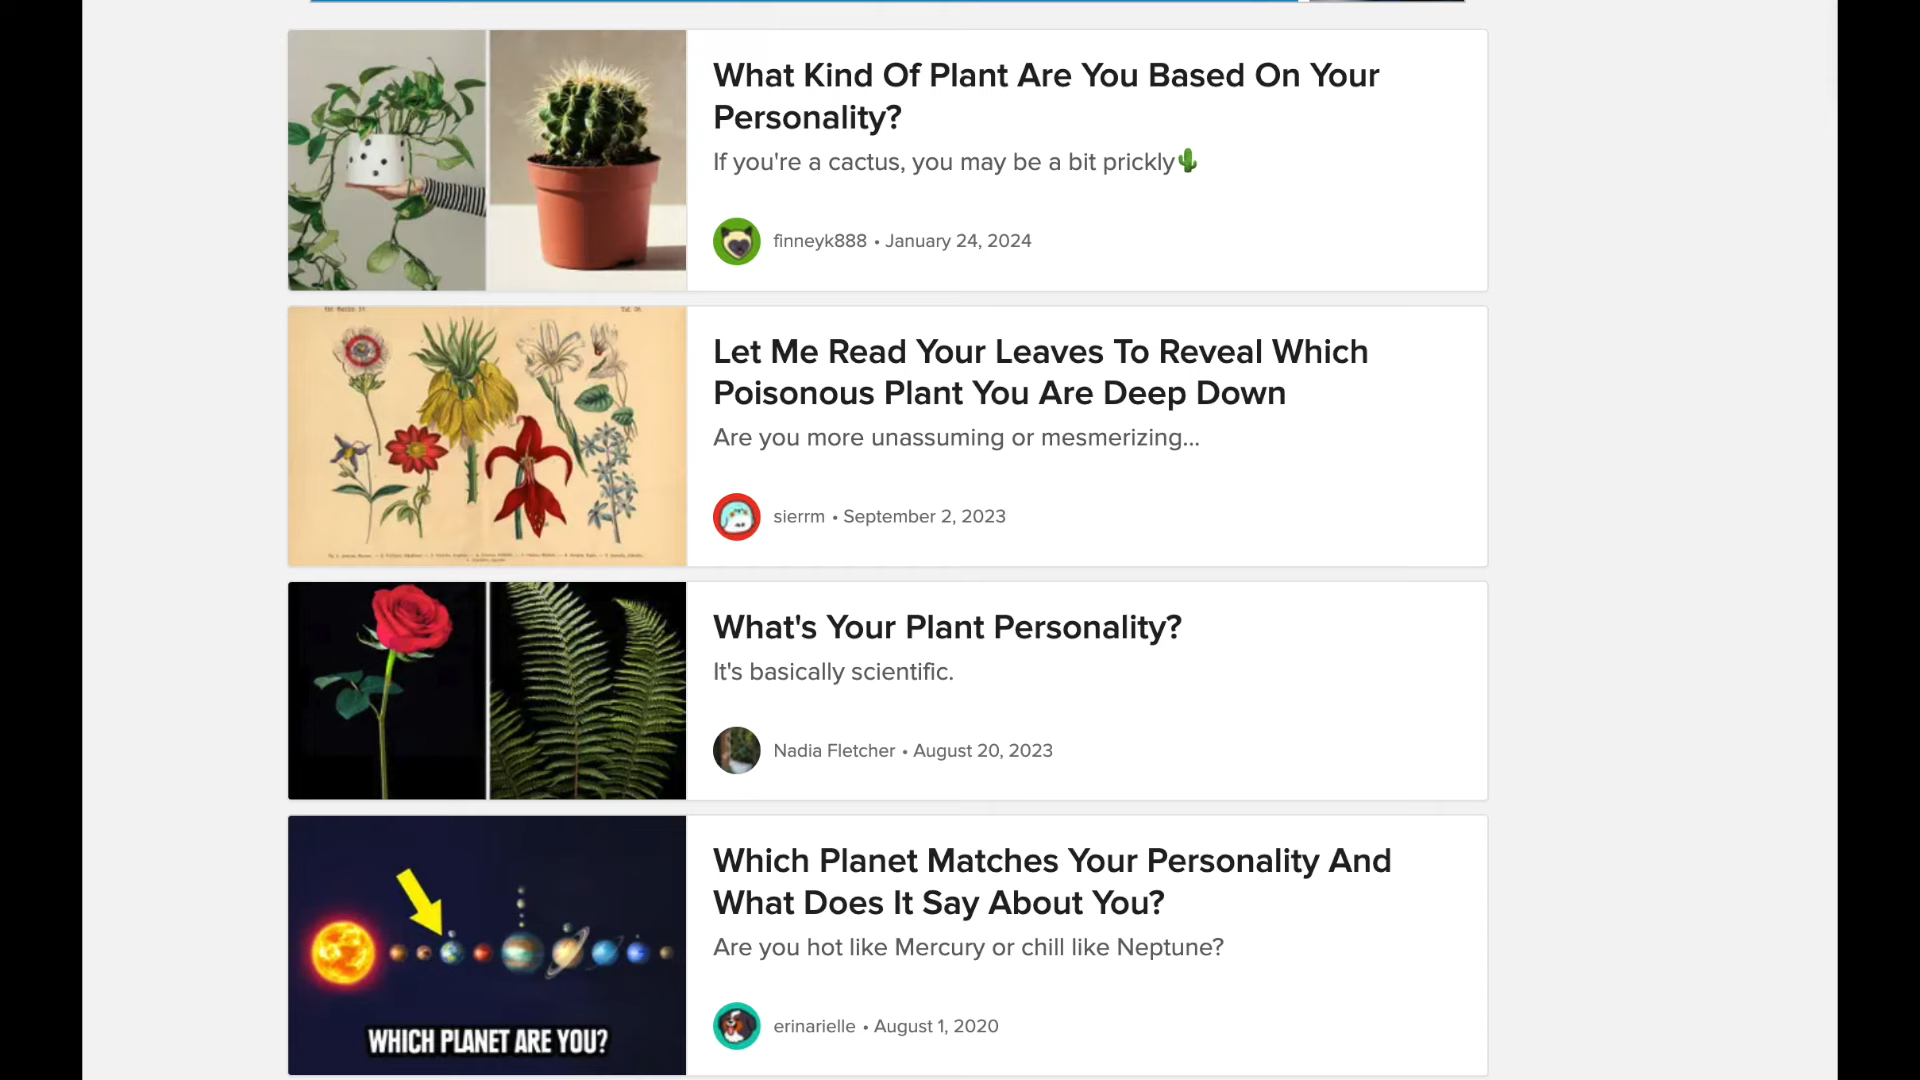 What Kind Of Plant Are You Based On Your
Personality?
If you're a cactus, you may be a bit prickly🌵
finneyk888 • January 24, 2024
Let Me Read Your Leaves To Reveal Which
Poisonous Plant You Are Deep Down
Are you more unassuming or mesmerizing...
sierrm • September 2, 2023
What's Your Plant Personality?
It's basically scientific.
Nadia Fletcher • August 20, 2023
WHICH PLANET ARE YOU?
Which Planet Matches Your Personality And
What Does It Say About You?
Are you hot like Mercury or chill like Neptune?
erinarielle • August 1, 2020